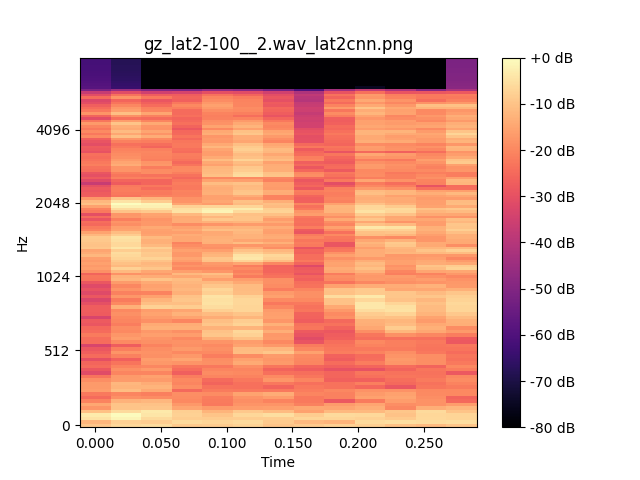 gz_lat2-100__2.wav_lat2cnn.png
Hz
4096
2048
1024
512
0
0.000 0.050 0.100 0.150 0.200 0.250
Time
+0 dB
-10 dB
-20 dB
-30 dB
-40 dB
-50 dB
-60 dB
-70 dB
-80 dB